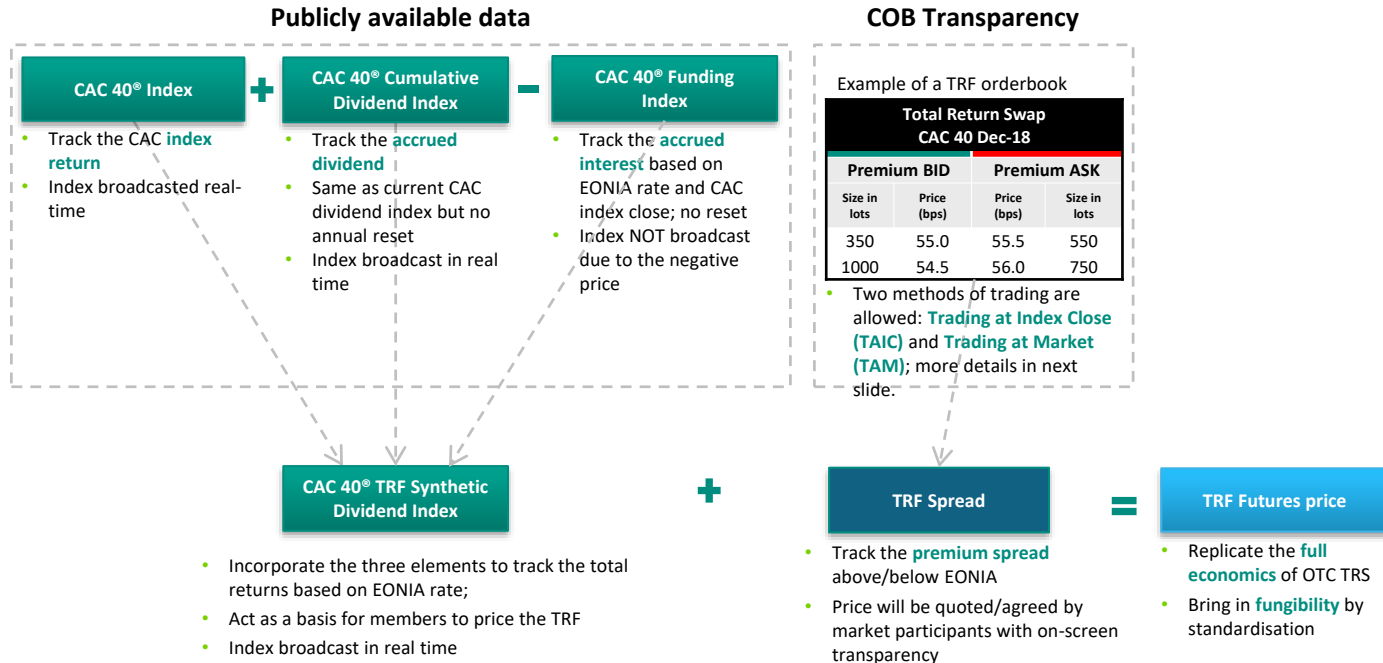 Publicly available data
COB Transparency
CAC 40® Index
+
CAC 40® Cumulative
Dividend Index
−
CAC 40® Funding
Index
• Track the CAC index
return
• Index broadcasted real-
time
• Track the accrued
dividend
• Same as current CAC
dividend index but no
annual reset
• Index broadcast in real
time
• Track the accrued
interest based on
EONIA rate and CAC
index close; no reset
• Index NOT broadcast
due to the negative
price
Example of a TRF orderbook
Total Return Swap
CAC 40 Dec-18
Premium BID Premium ASK
Size in lots Price (bps) Price (bps) Size in lots
350 55.0 55.5 550
1000 54.5 56.0 750
• Two methods of trading are
allowed: Trading at Index Close
(TAIC) and Trading at Market
(TAM); more details in next
slide.
CAC 40® TRF Synthetic
Dividend Index
+
TRF Spread
=
TRF Futures price
• Incorporate the three elements to track the total
returns based on EONIA rate;
• Act as a basis for members to price the TRF
• Index broadcast in real time
• Track the premium spread
above/below EONIA
• Price will be quoted/agreed by
market participants with on-screen
transparency
• Replicate the full
economics of OTC TRS
• Bring in fungibility by
standardisation